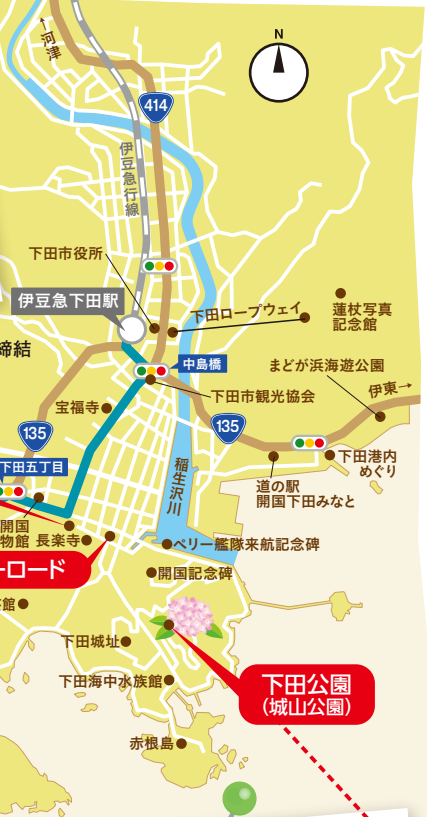 ←河津
N
414
伊豆急行線
下田市役所
伊豆急下田駅
下田ロープウェイ
蓮杖写真
記念館
締結
中島橋
まどが浜海遊公園
伊東→
下田市観光協会
宝福寺
135
135
下田五丁目
稲生沢川
下田港内
めぐり
道の駅
開国下田みなと
開国
物館
長楽寺
ペリー艦隊来航記念碑
ーロード
開国記念碑
館
下田城址
下田公園
(城山公園)
下田海中水族館
赤根島